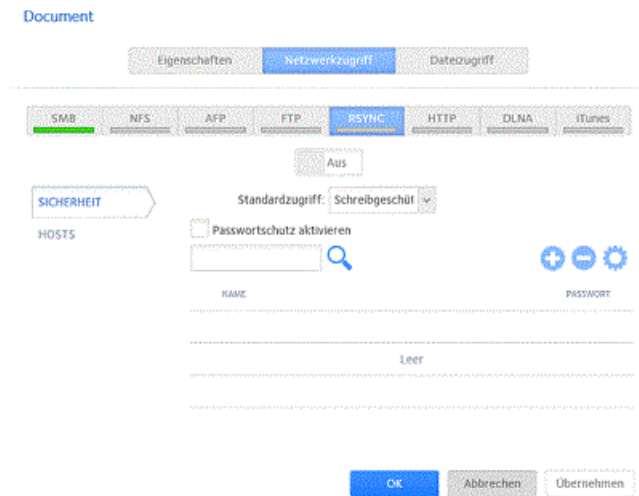 Document
Eigenschaften Netzwerkzugriff Dateizugriff
SMB NFS AFP FTP RSYNC HTTP DLNA iTunes
Aus
SICHERHEIT
Standardzugriff: Schreibgeschüt
HOSTS
Passwortschutz aktivieren
NAME PASSWORT
Leer
OK Abbrechen Übernehmen